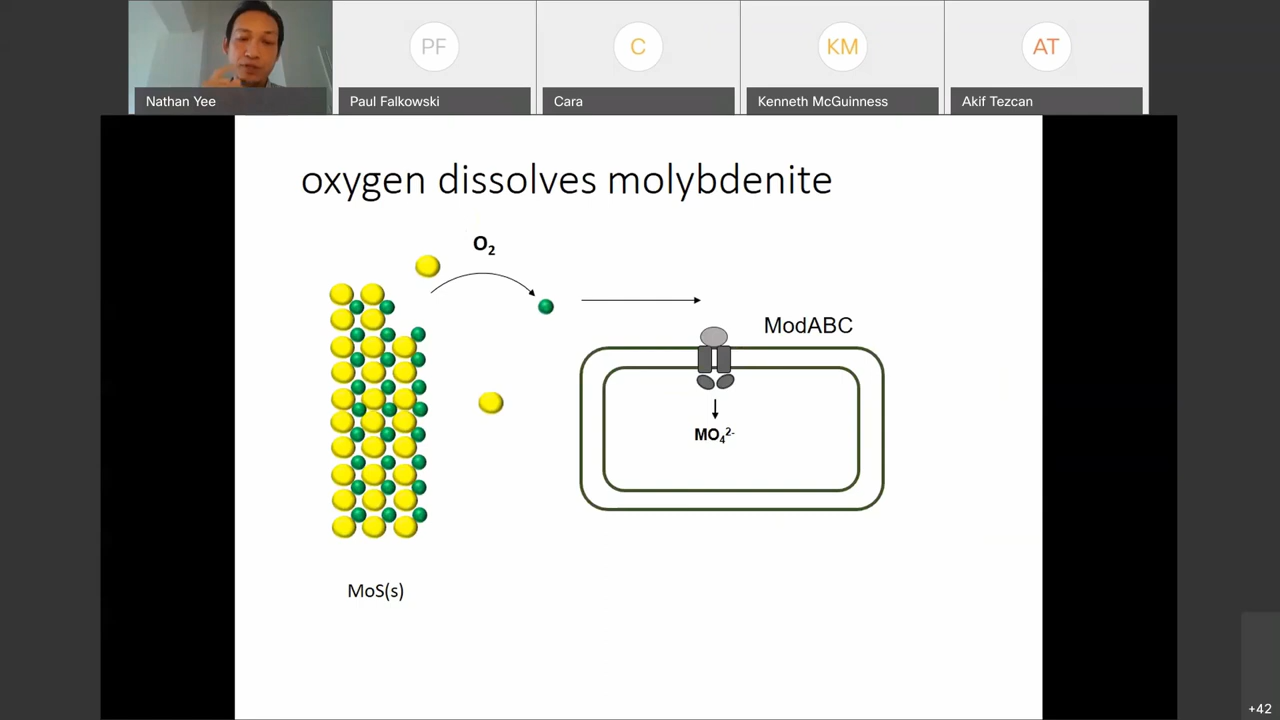 PF
C
KM
AT
Nathan Yee
Paul Falkowski
Cara
Kenneth McGuinness
Akif Tezcan
oxygen dissolves molybdenite
O₂
ModABC
MO₄²⁻
MoS(s)
+42